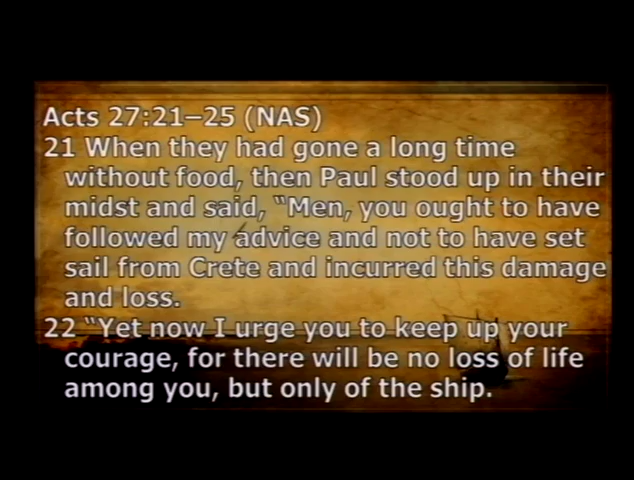 Acts 27:21–25 (NAS)
21 When they had gone a long time
without food, then Paul stood up in their
midst and said, “Men, you ought to have
followed my advice and not to have set
sail from Crete and incurred this damage
and loss.
22 “Yet now I urge you to keep up your
courage, for there will be no loss of life
among you, but only of the ship.